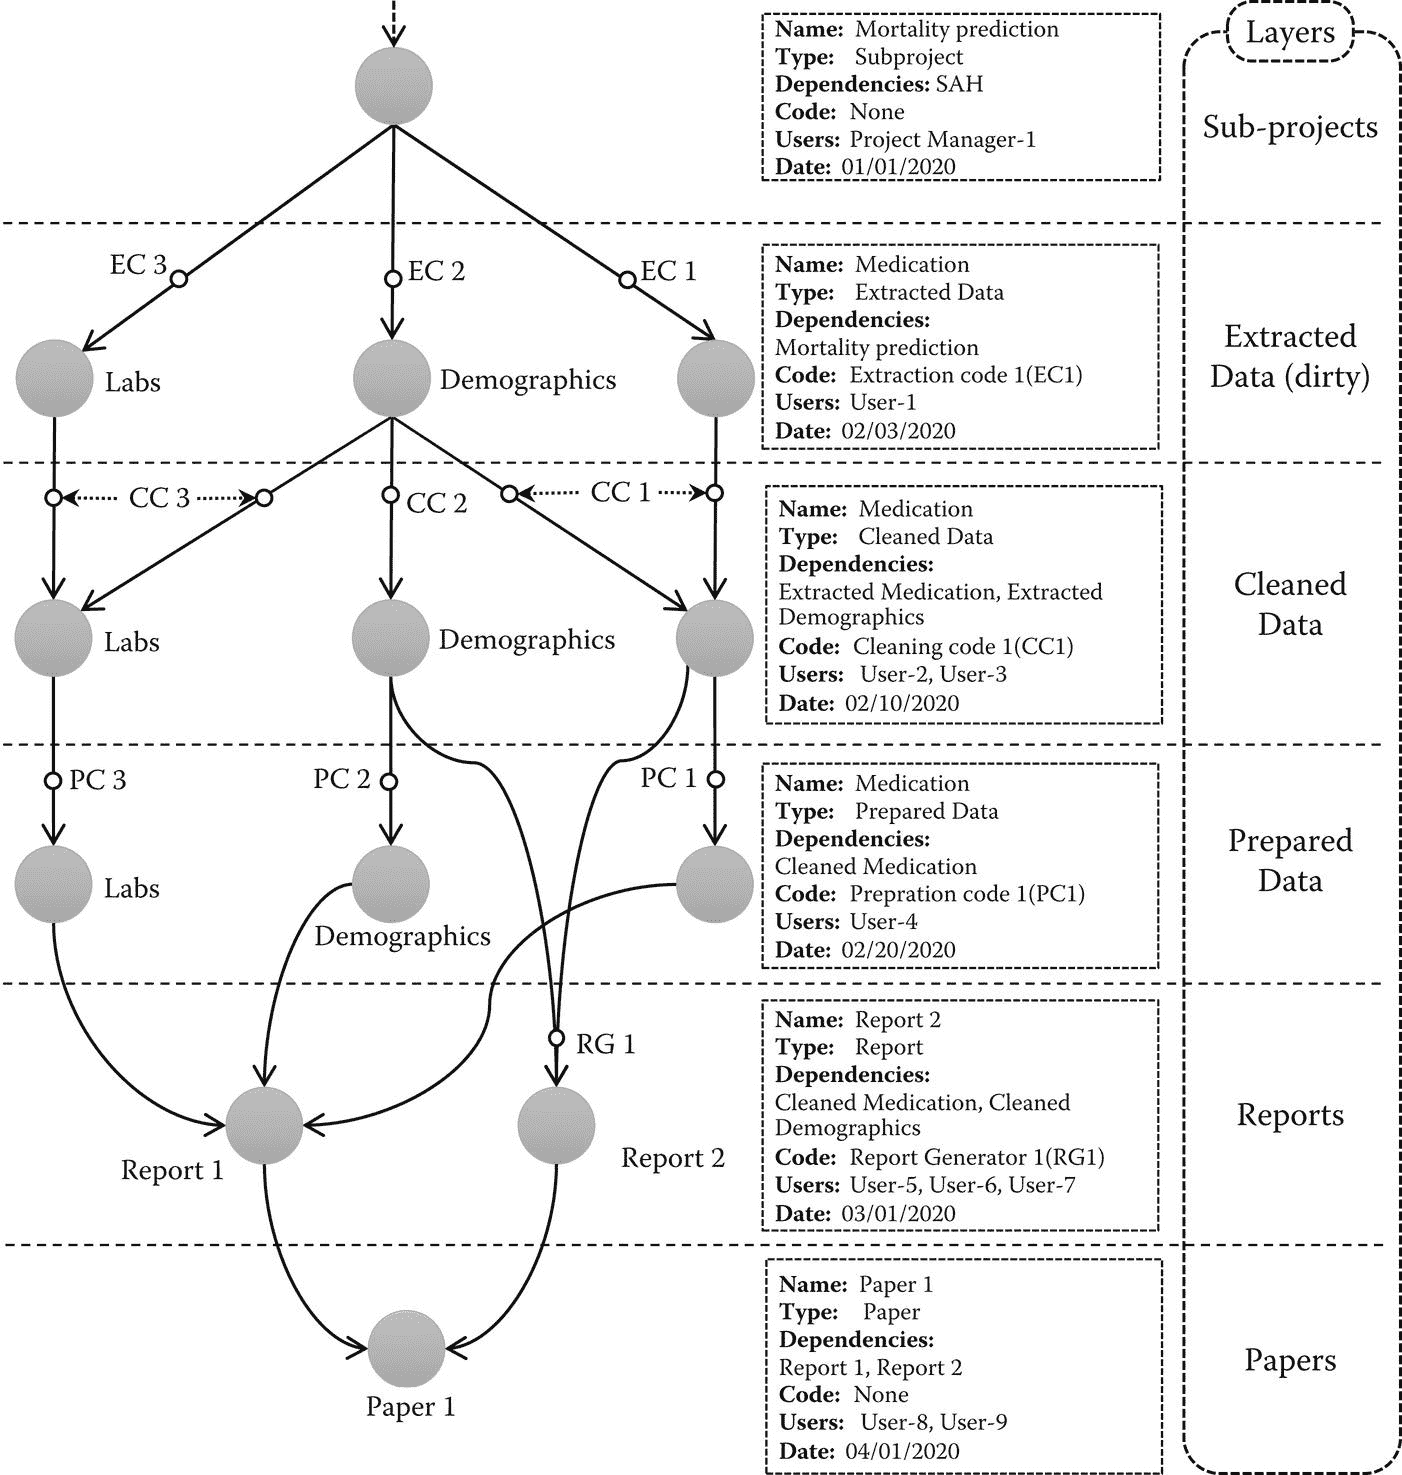 Name: Mortality prediction
Type: Subproject
Dependencies: SAH
Code: None
Users: Project Manager-1
Date: 01/01/2020
Layers
Sub-projects
EC 3
EC 2
EC 1
Labs
Demographics
Name: Medication
Type: Extracted Data
Dependencies:
Mortality prediction
Code: Extraction code 1(EC1)
Users: User-1
Date: 02/03/2020
Extracted
Data (dirty)
CC 3
CC 2
CC 1
Labs
Demographics
Name: Medication
Type: Cleaned Data
Dependencies:
Extracted Medication, Extracted
Demographics
Code: Cleaning code 1(CC1)
Users: User-2, User-3
Date: 02/10/2020
Cleaned
Data
PC 3
PC 2
PC 1
Labs
Demographics
Name: Medication
Type: Prepared Data
Dependencies:
Cleaned Medication
Code: Prepration code 1(PC1)
Users: User-4
Date: 02/20/2020
Prepared
Data
RG 1
Report 1
Report 2
Name: Report 2
Type: Report
Dependencies:
Cleaned Medication, Cleaned
Demographics
Code: Report Generator 1(RG1)
Users: User-5, User-6, User-7
Date: 03/01/2020
Reports
Paper 1
Name: Paper 1
Type: Paper
Dependencies:
Report 1, Report 2
Code: None
Users: User-8, User-9
Date: 04/01/2020
Papers